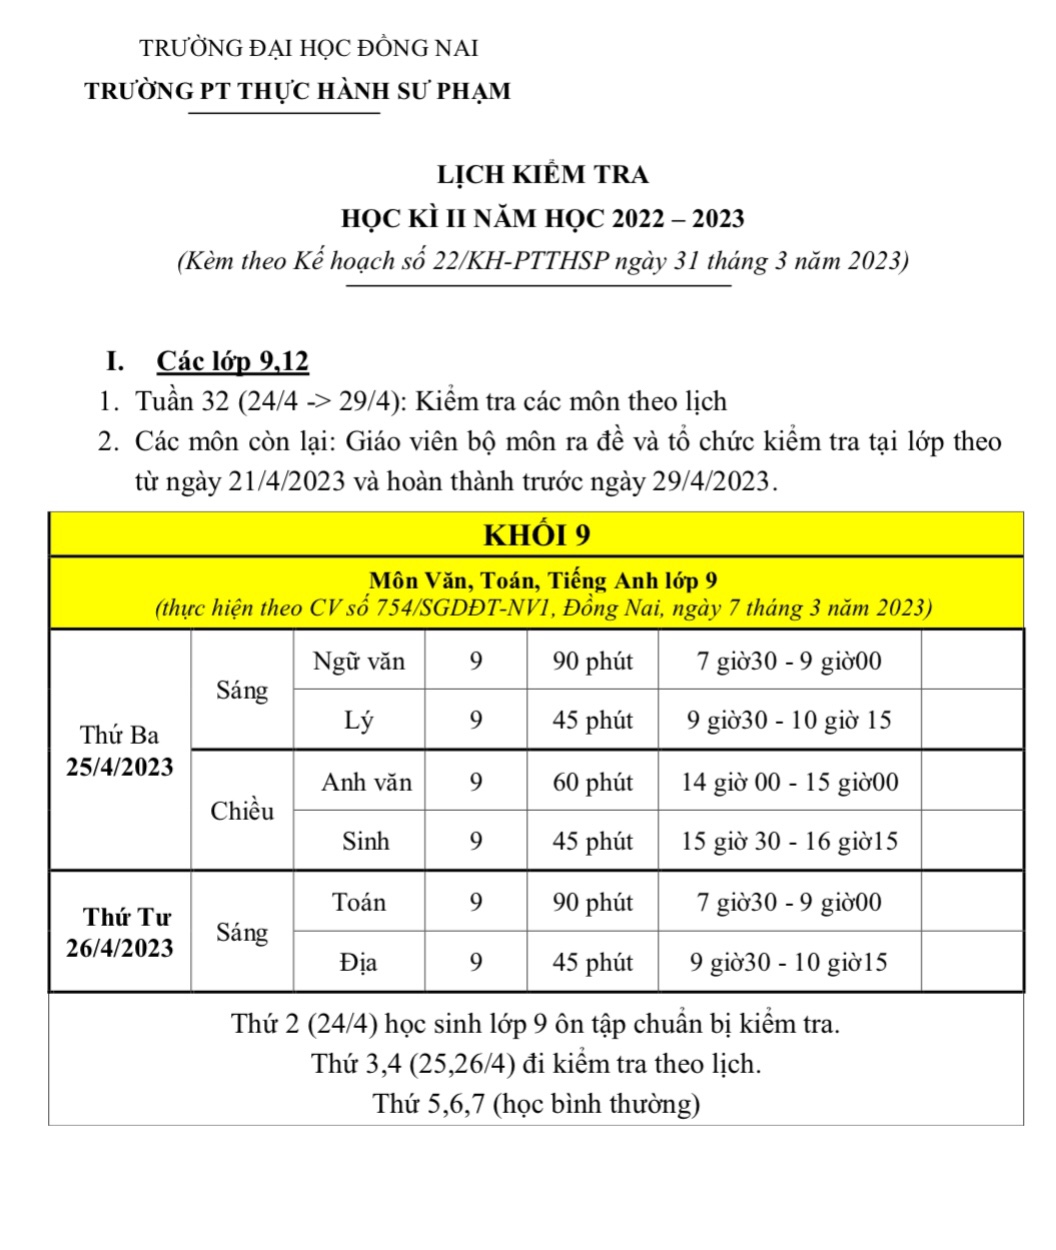 TRƯỜNG ĐẠI HỌC ĐỒNG NAI
TRƯỜNG PT THỰC HÀNH SƯ PHẠM
LỊCH KIỂM TRA
HỌC KÌ II NĂM HỌC 2022 – 2023
(Kèm theo Kế hoạch số 22/KH-PTTHSP ngày 31 tháng 3 năm 2023)
I. Các lớp 9,12
1. Tuần 32 (24/4 -> 29/4): Kiểm tra các môn theo lịch
2. Các môn còn lại: Giáo viên bộ môn ra đề và tổ chức kiểm tra tại lớp theo
từ ngày 21/4/2023 và hoàn thành trước ngày 29/4/2023.
KHỐI 9
Môn Văn, Toán, Tiếng Anh lớp 9
(thực hiện theo CV số 754/SGDĐT-NV1, Đồng Nai, ngày 7 tháng 3 năm 2023)
Thứ Ba
25/4/2023
Sáng
Ngữ văn 9 90 phút 7 giờ30 - 9 giờ00
Lý 9 45 phút 9 giờ30 - 10 giờ 15
Chiều
Anh văn 9 60 phút 14 giờ 00 - 15 giờ00
Sinh 9 45 phút 15 giờ 30 - 16 giờ15
Thứ Tư
26/4/2023
Sáng
Toán 9 90 phút 7 giờ30 - 9 giờ00
Địa 9 45 phút 9 giờ30 - 10 giờ15
Thứ 2 (24/4) học sinh lớp 9 ôn tập chuẩn bị kiểm tra.
Thứ 3,4 (25,26/4) đi kiểm tra theo lịch.
Thứ 5,6,7 (học bình thường)